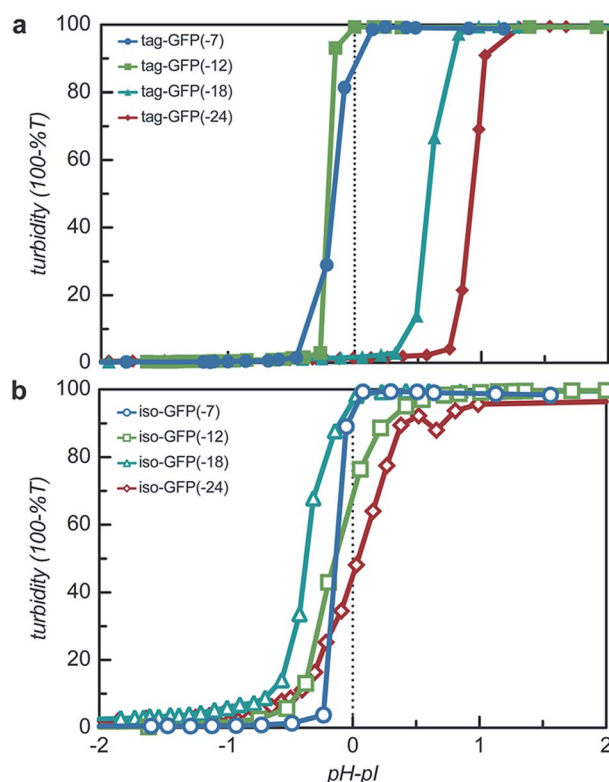 a
100
80
60
40
20
0
turbidity (100-%T)
tag-GFP(-7)
tag-GFP(-12)
tag-GFP(-18)
tag-GFP(-24)
b
100
80
60
40
20
0
turbidity (100-%T)
iso-GFP(-7)
iso-GFP(-12)
iso-GFP(-18)
iso-GFP(-24)
-2 -1 0 1 2
pH-pI